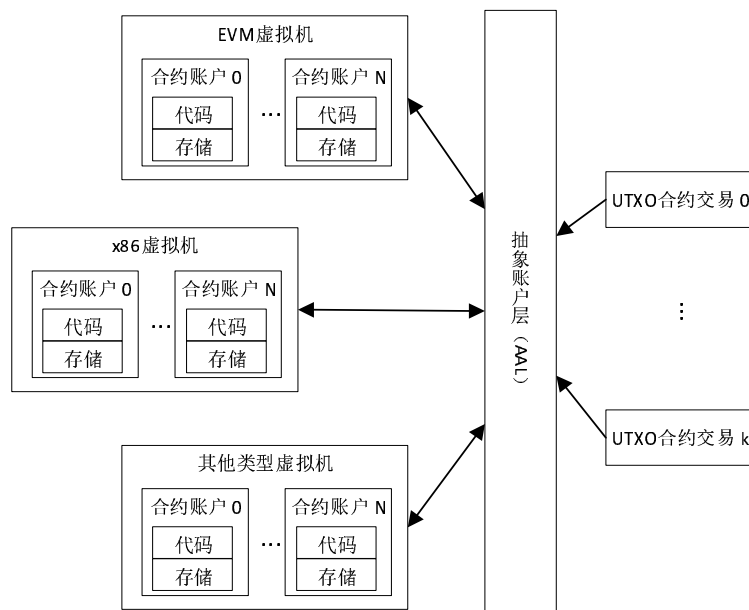 EVM虚拟机
合约账户 0
合约账户 N
代码
存储
...
代码
存储
x86虚拟机
合约账户 0
合约账户 N
代码
存储
...
代码
存储
其他类型虚拟机
合约账户 0
合约账户 N
代码
存储
...
代码
存储
抽象账户层（AAL）
UTXO合约交易 0
...
UTXO合约交易 k